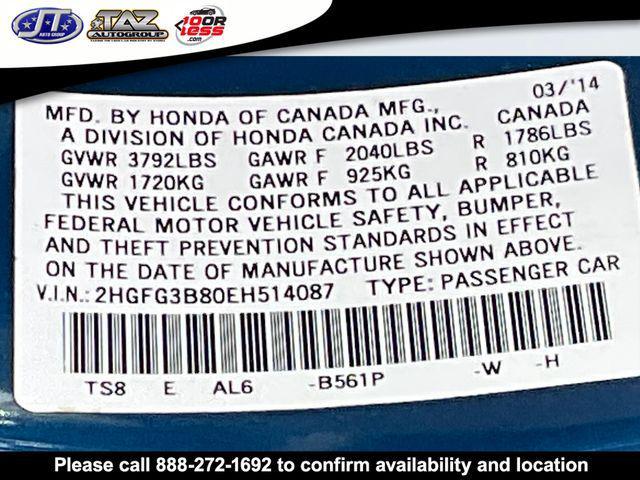 JT
AUTO GROUP
TAZ
AUTOGROUP
10 OR
LESS.com
03/'14
MFD. BY HONDA OF CANADA MFG., CANADA
A DIVISION OF HONDA CANADA INC.
GVWR 3792LBS GAWR F 2040LBS R 1786LBS
GVWR 1720KG GAWR F 925KG R 810KG
THIS VEHICLE CONFORMS TO ALL APPLICABLE
FEDERAL MOTOR VEHICLE SAFETY, BUMPER,
AND THEFT PREVENTION STANDARDS IN EFFECT
ON THE DATE OF MANUFACTURE SHOWN ABOVE.
V.I.N.: 2HGFG3B80EH514087 TYPE: PASSENGER CAR
TS8 E AL6 -B561P -W -H
Please call 888-272-1692 to confirm availability and location